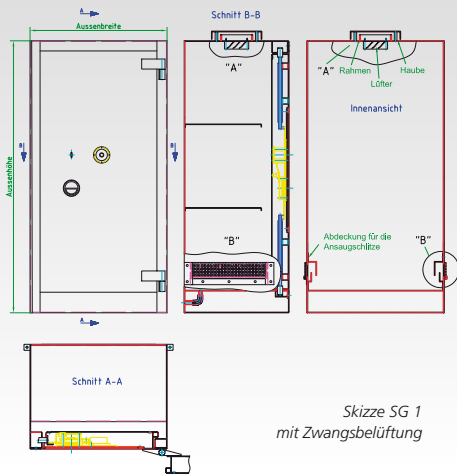 A
Aussenbreite
Schnitt B-B
"A"
"A"
Rahmen
Haube
Lüfter
Innenansicht
Aussenhöhe
B
B
"B"
Abdeckung für die
Ansaugschlitze
"B"
A
Schnitt A-A
Skizze SG 1
mit Zwangsbelüftung